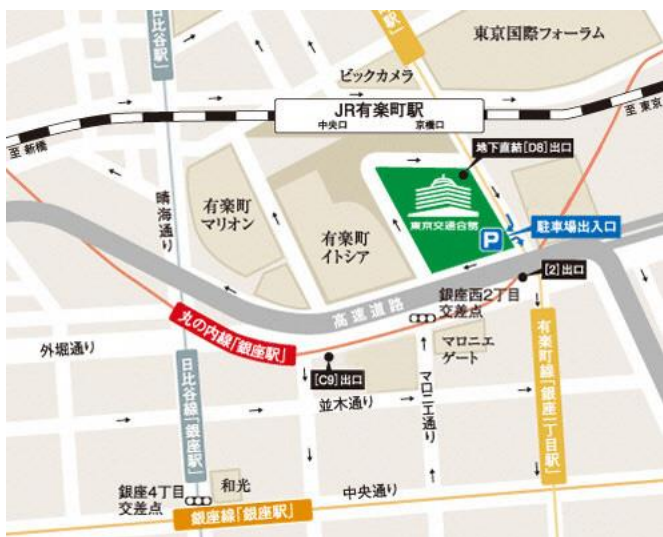 日比谷駅」
町駅」
東京国際フォーラム
ビックカメラ
JR有楽町駅
中央口
京橋口
至 新橋
至 東京
地下直結[D8]出口
晴海通り
有楽町
マリオン
有楽町
イトシア
東京交通会館
P
駐車場出入口
[2]出口
高速道路
銀座西2丁目
交差点
丸の内線「銀座駅」
外堀通り
マロニエ
ゲート
[C9]出口
日比谷線「銀座駅」
並木通り
マロニエ通り
有楽町線「銀座一丁目駅」
和光
銀座4丁目
交差点
中央通り
銀座線「銀座駅」